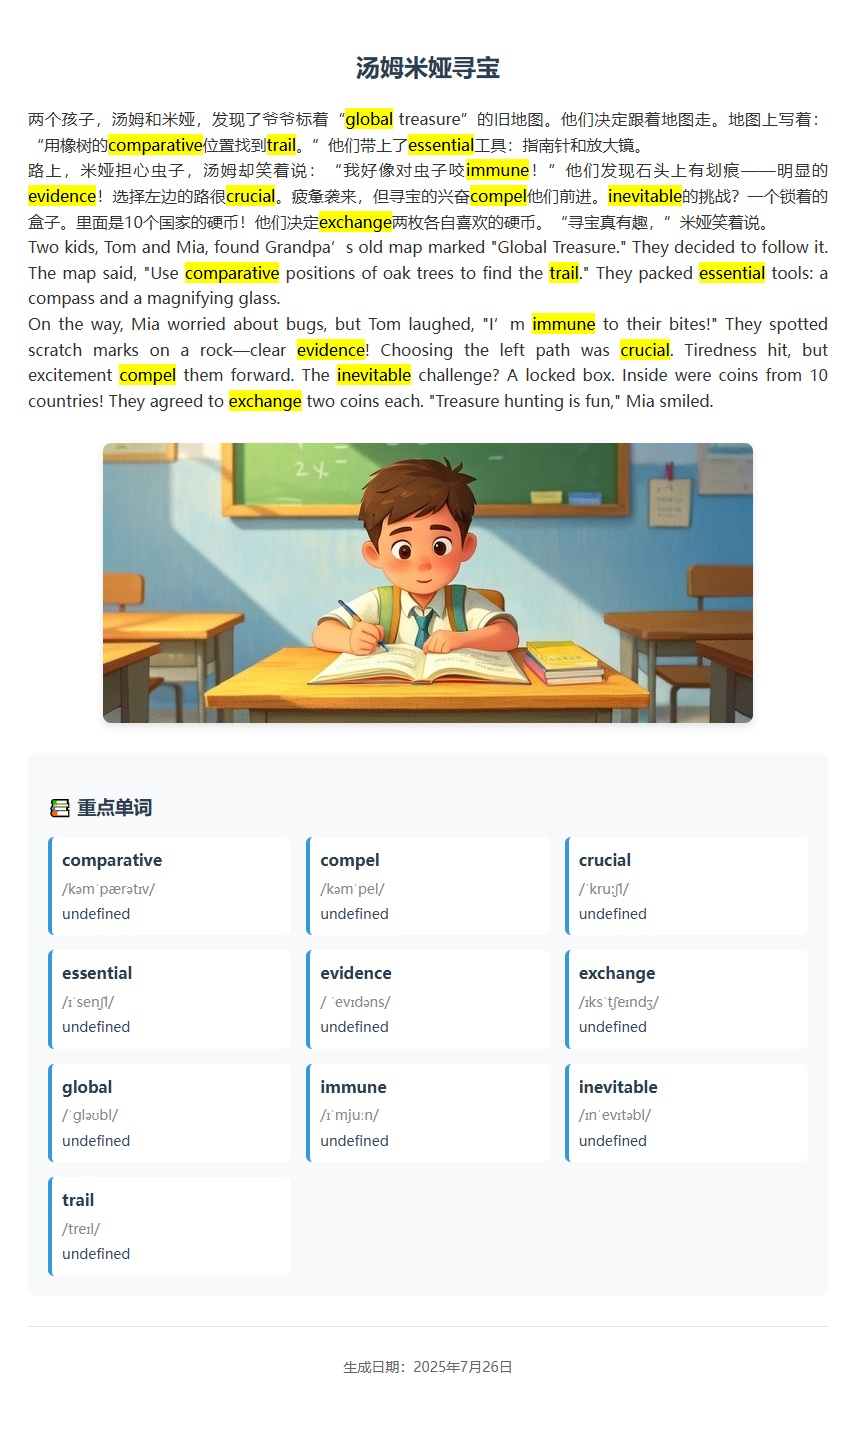 汤姆米娅寻宝
两个孩子，汤姆和米娅，发现了爷爷标着“global treasure”的旧地图。他们决定跟着地图走。地图上写着：
“用橡树的comparative位置找到trail。”他们带上了essential工具：指南针和放大镜。
路上，米娅担心虫子，汤姆却笑着说：“我好像对虫子咬immune！”他们发现石头上有划痕——明显的
evidence！选择左边的路很crucial。疲惫袭来，但寻宝的兴奋compel他们前进。inevitable的挑战？一个锁着的
盒子。里面是10个国家的硬币！他们决定exchange两枚各自喜欢的硬币。“寻宝真有趣，”米娅笑着说。
Two kids, Tom and Mia, found Grandpa’s old map marked "Global Treasure." They decided to follow it.
The map said, "Use comparative positions of oak trees to find the trail." They packed essential tools: a
compass and a magnifying glass.
On the way, Mia worried about bugs, but Tom laughed, "I’m immune to their bites!" They spotted
scratch marks on a rock—clear evidence! Choosing the left path was crucial. Tiredness hit, but
excitement compel them forward. The inevitable challenge? A locked box. Inside were coins from 10
countries! They agreed to exchange two coins each. "Treasure hunting is fun," Mia smiled.
📚 重点单词
comparative
/kəmˈpærətɪv/
undefined
compel
/kəmˈpel/
undefined
crucial
/ˈkruːʃl/
undefined
essential
/ɪˈsenʃl/
undefined
evidence
/ ˈevɪdəns/
undefined
exchange
/ɪksˈtʃeɪndʒ/
undefined
global
/ˈɡləʊbl/
undefined
immune
/ɪˈmjuːn/
undefined
inevitable
/ɪnˈevɪtəbl/
undefined
trail
/treɪl/
undefined
生成日期：2025年7月26日